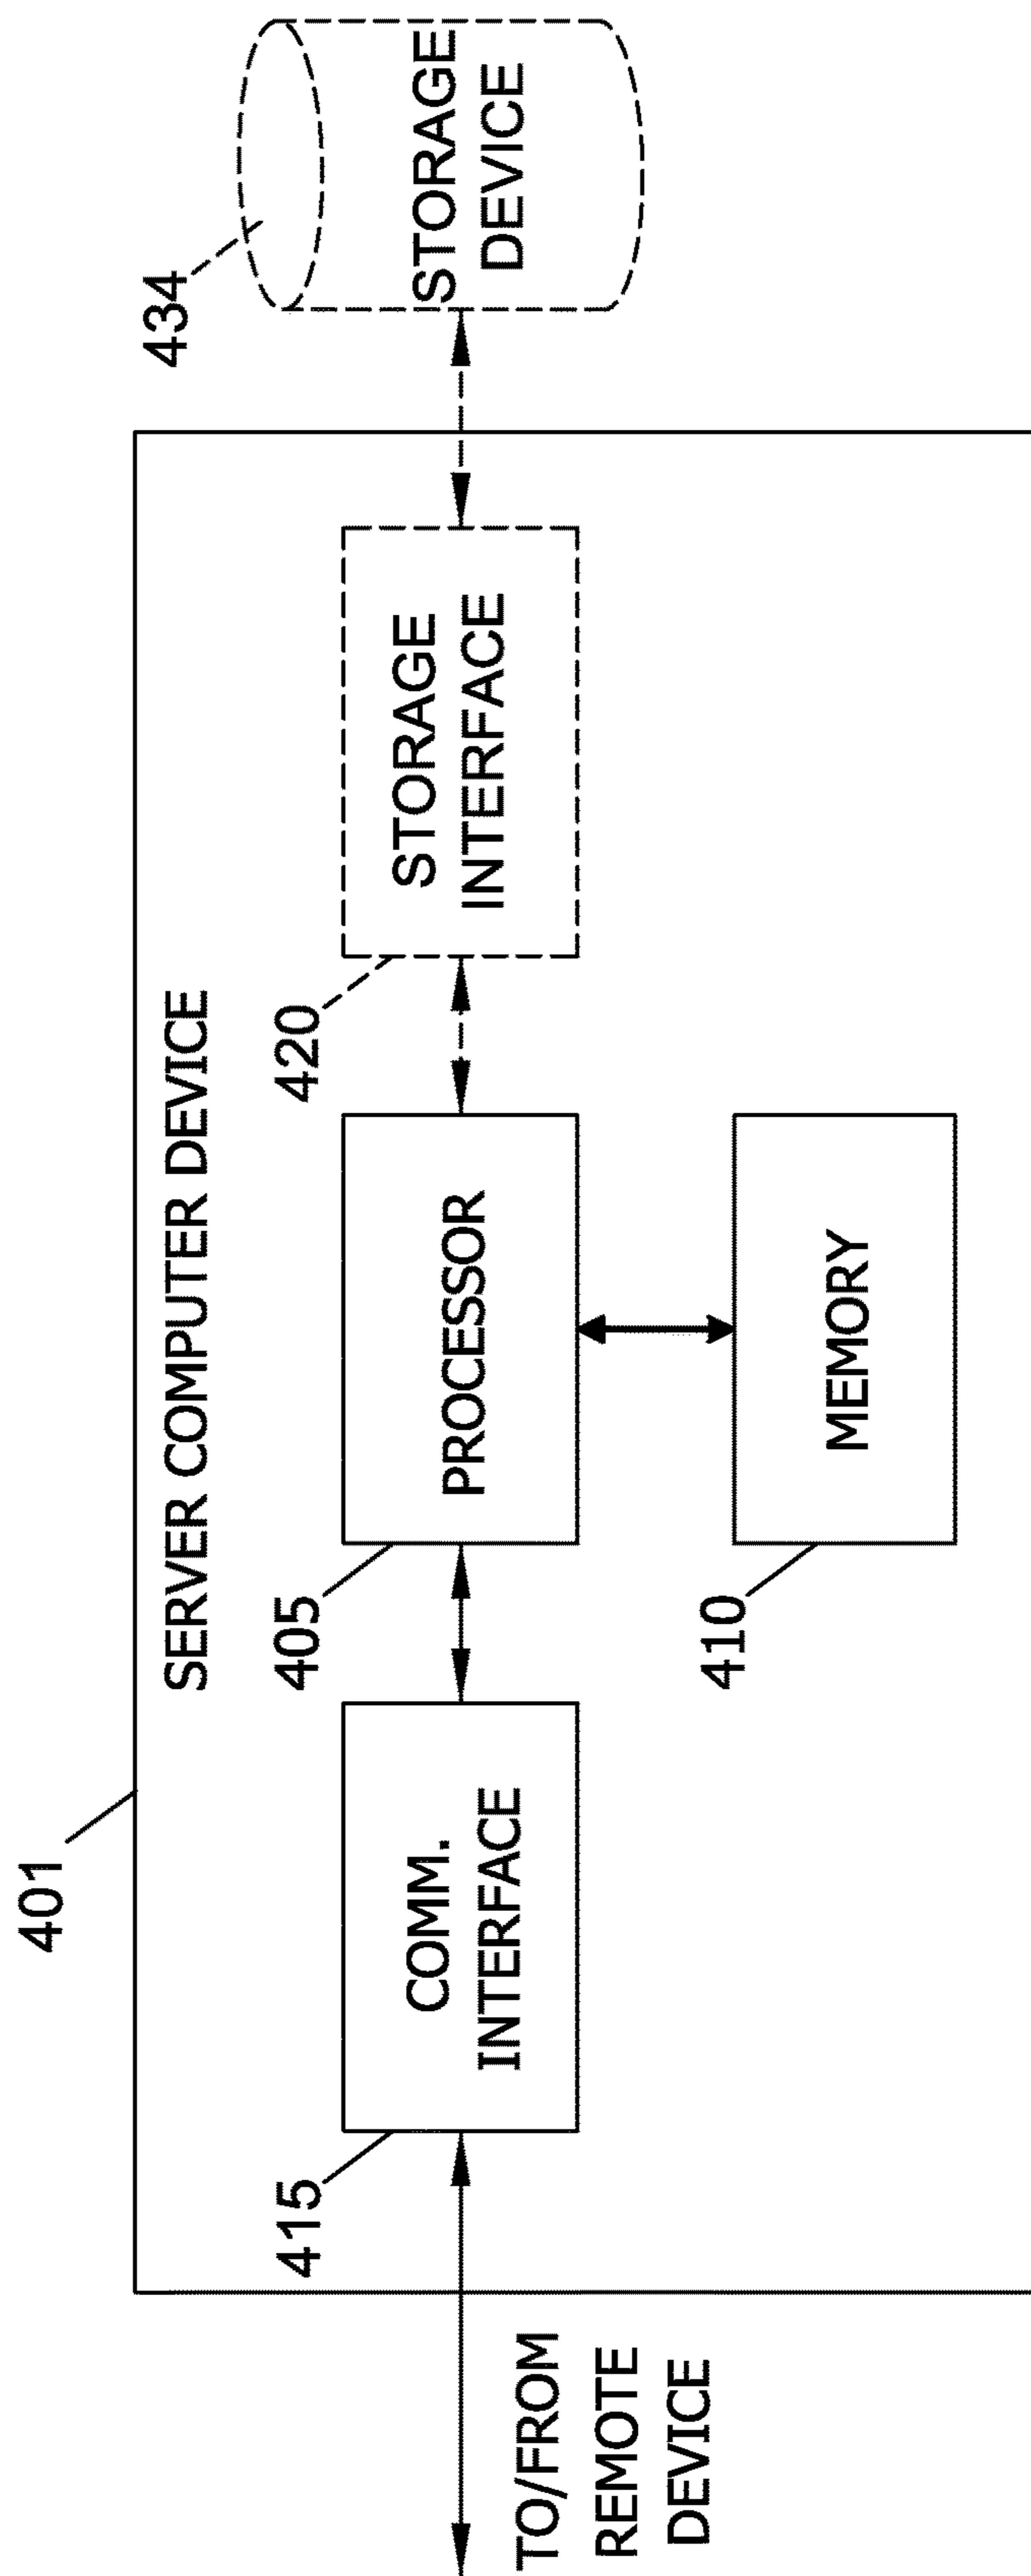 401
SERVER COMPUTER DEVICE
434
415
COMM.
INTERFACE
405
PROCESSOR
420
STORAGE
INTERFACE
STORAGE
DEVICE
TO/FROM
REMOTE
DEVICE
410
MEMORY